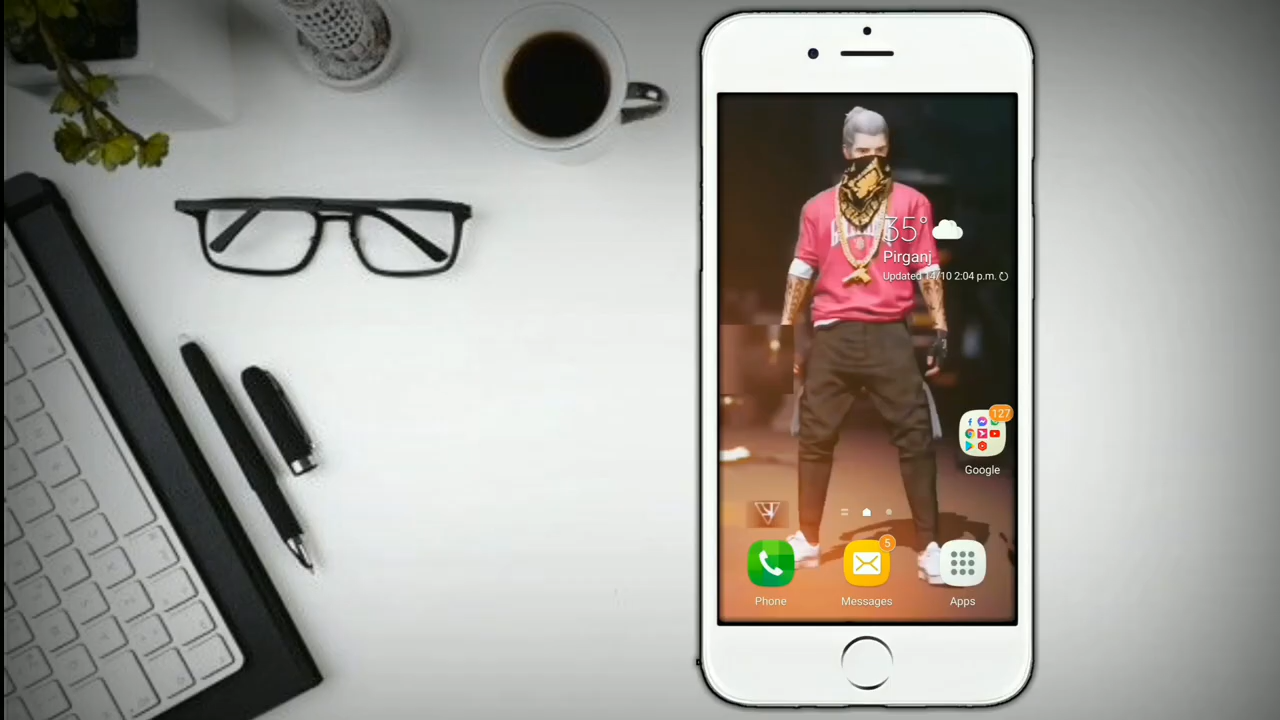 35°
Pirganj
Updated 14/10 2:04 p.m.
127
Google
5
Phone
Messages
Apps